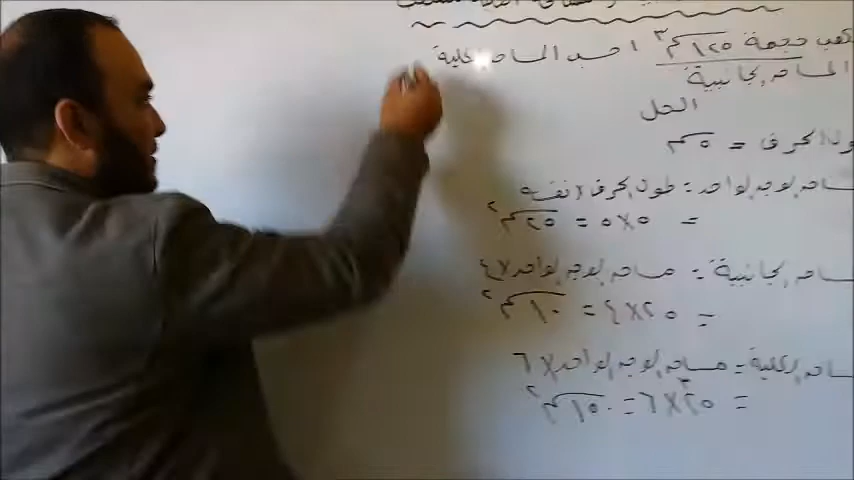 مكعب حجمة ١٢٥ سم٣ احسب المساحة الكلية
المساحة الجانبية
الحل
طول الحرف = ٥ سم
مساحة الوجه الواحد = طول الحرف × نفسه
= ٥×٥ = ٢٥ سم٢
المساحة الجانبية = مساحة الوجه الواحد × ٤
= ٢٥×٤ = ١٠٠ سم٢
المساحة الكلية = مساحة الوجه الواحد × ٦
= ٢٥×٦ = ١٥٠ سم٢